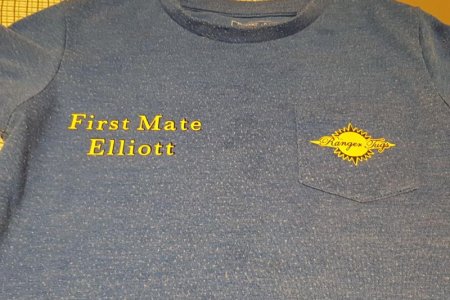 First Mate
Elliott
Ranger Tugs